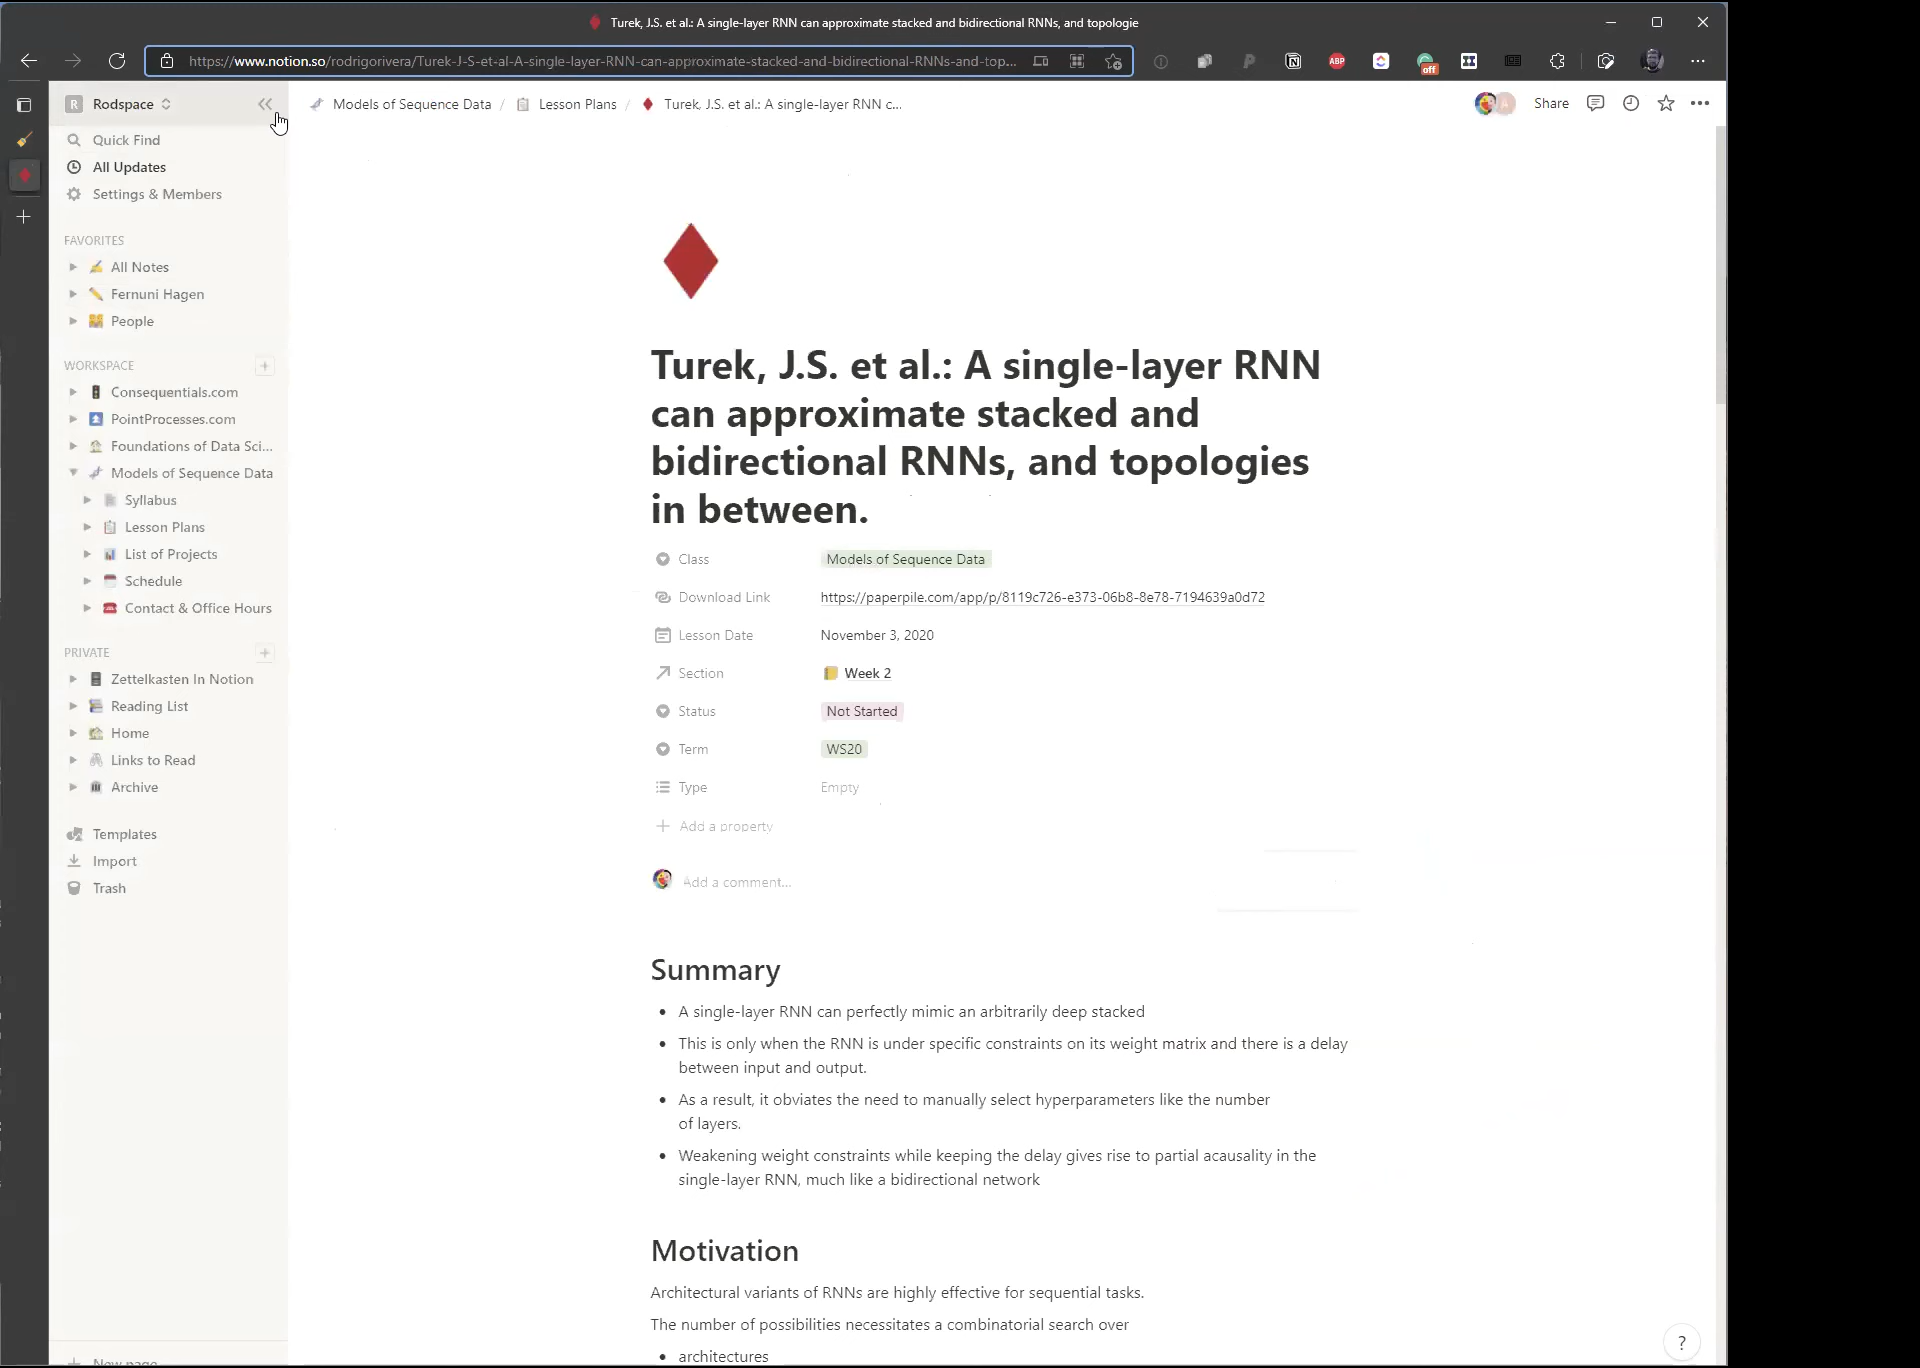 Turek, J.S. et al.: A single-layer RNN can approximate stacked and bidirectional RNNs, and topologie
https://www.notion.so/rodrigorivera/Turek-J-S-et-al-A-single-layer-RNN-can-approximate-stacked-and-bidirectional-RNNs-and-top...
ABP
off
R Rodspace
Models of Sequence Data / Lesson Plans / Turek, J.S. et al.: A single-layer RNN c...
A
Share
Quick Find
All Updates
Settings & Members
FAVORITES
All Notes
Fernuni Hagen
People
WORKSPACE
Consequentials.com
PointProcesses.com
Foundations of Data Sci...
Models of Sequence Data
Syllabus
Lesson Plans
List of Projects
Schedule
Contact & Office Hours
PRIVATE
Zettelkasten In Notion
Reading List
Home
Links to Read
Archive
Templates
Import
Trash
New page
Turek, J.S. et al.: A single-layer RNN
can approximate stacked and
bidirectional RNNs, and topologies
in between.
Class Models of Sequence Data
Download Link https://paperpile.com/app/p/8119c726-e373-06b8-8e78-7194639a0d72
Lesson Date November 3, 2020
Section Week 2
Status Not Started
Term WS20
Type Empty
Add a property
Add a comment...
Summary
• A single-layer RNN can perfectly mimic an arbitrarily deep stacked
• This is only when the RNN is under specific constraints on its weight matrix and there is a delay
between input and output.
• As a result, it obviates the need to manually select hyperparameters like the number
of layers.
• Weakening weight constraints while keeping the delay gives rise to partial acausality in the
single-layer RNN, much like a bidirectional network
Motivation
Architectural variants of RNNs are highly effective for sequential tasks.
The number of possibilities necessitates a combinatorial search over
• architectures
?